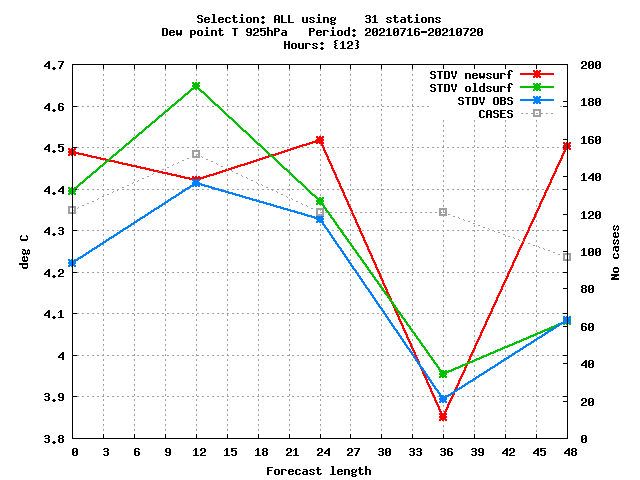 Selection: ALL using    31 stations
Dew point T 925hPa   Period: 20210716-20210720
Hours: {12}
STDV newsurf
STDV oldsurf
STDV OBS
CASES
4.7
4.6
4.5
4.4
4.3
4.2
4.1
4
3.9
3.8
deg C
200
180
160
140
120
100
80
60
40
20
0
No cases
0 3 6 9 12 15 18 21 24 27 30 33 36 39 42 45 48
Forecast length